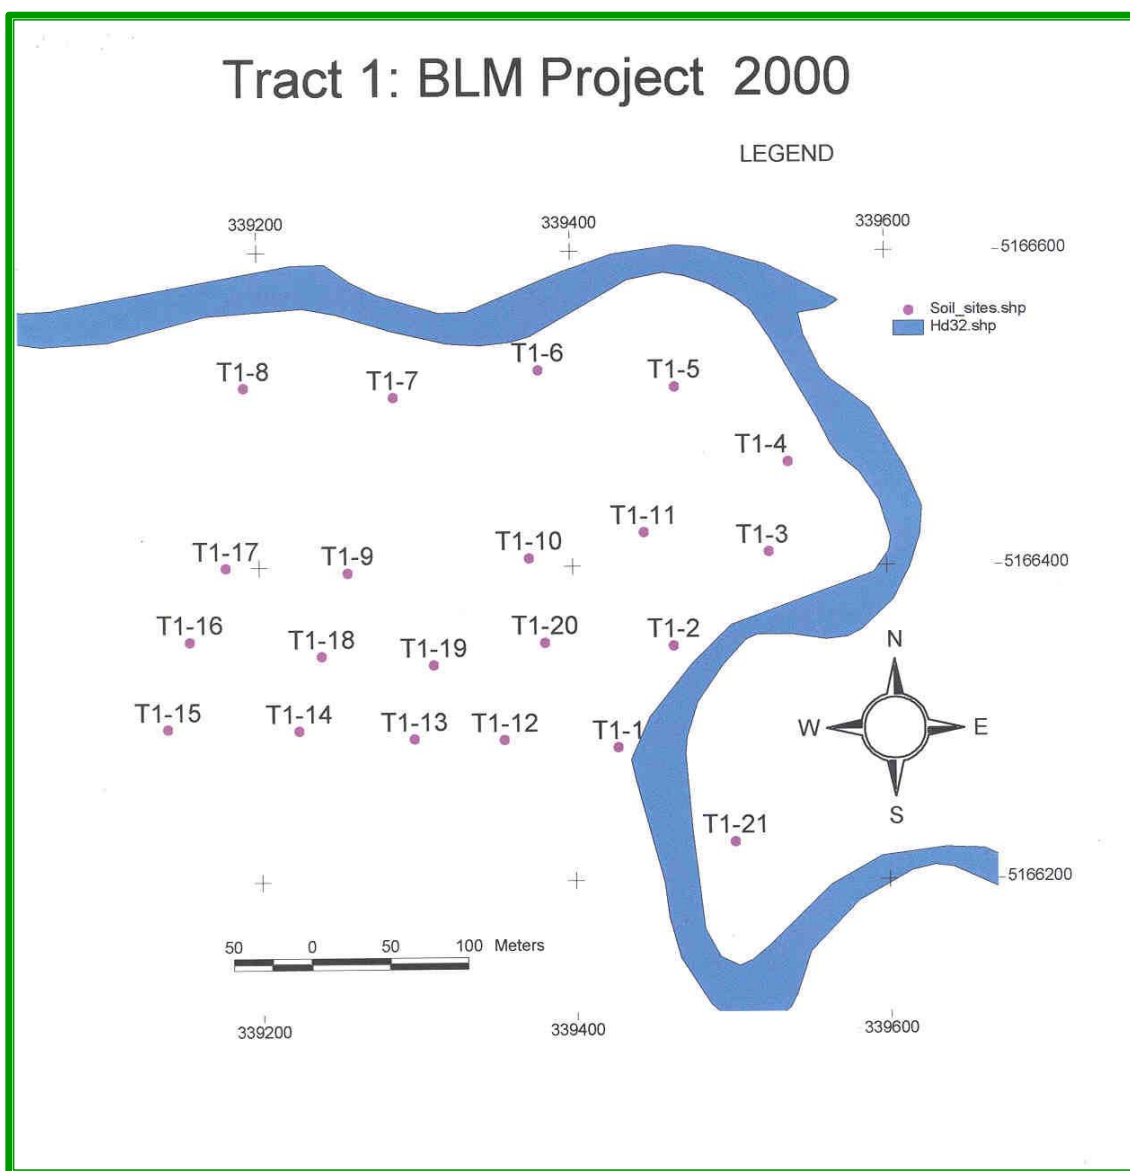 Tract 1: BLM Project 2000
LEGEND
339200
339400
339600
5166600
Soil_sites.shp
Hd32.shp
T1-6
T1-8
T1-7
T1-5
T1-4
T1-11
T1-3
T1-10
T1-17
T1-9
5166400
T1-16
T1-18
T1-19
T1-20
T1-2
N
T1-15
T1-14
T1-13
T1-12
T1-1
W
E
S
T1-21
5166200
50 0 50 100 Meters
339200
339400
339600